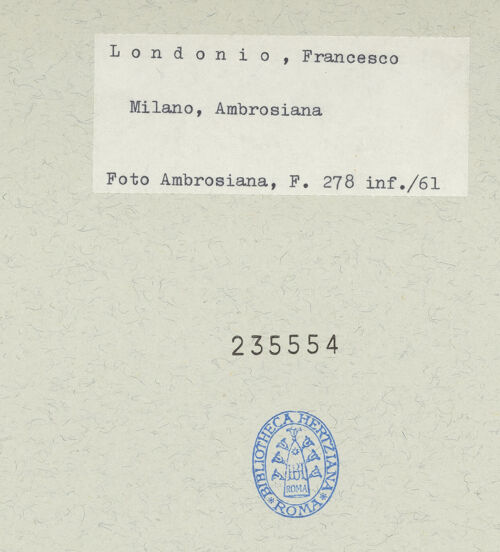 L o n d o n i o , Francesco
Milano, Ambrosiana
Foto Ambrosiana, F. 278 inf./61
235554
BIBLIOTHECA HERTZIANA
ROMA
* ROMA *